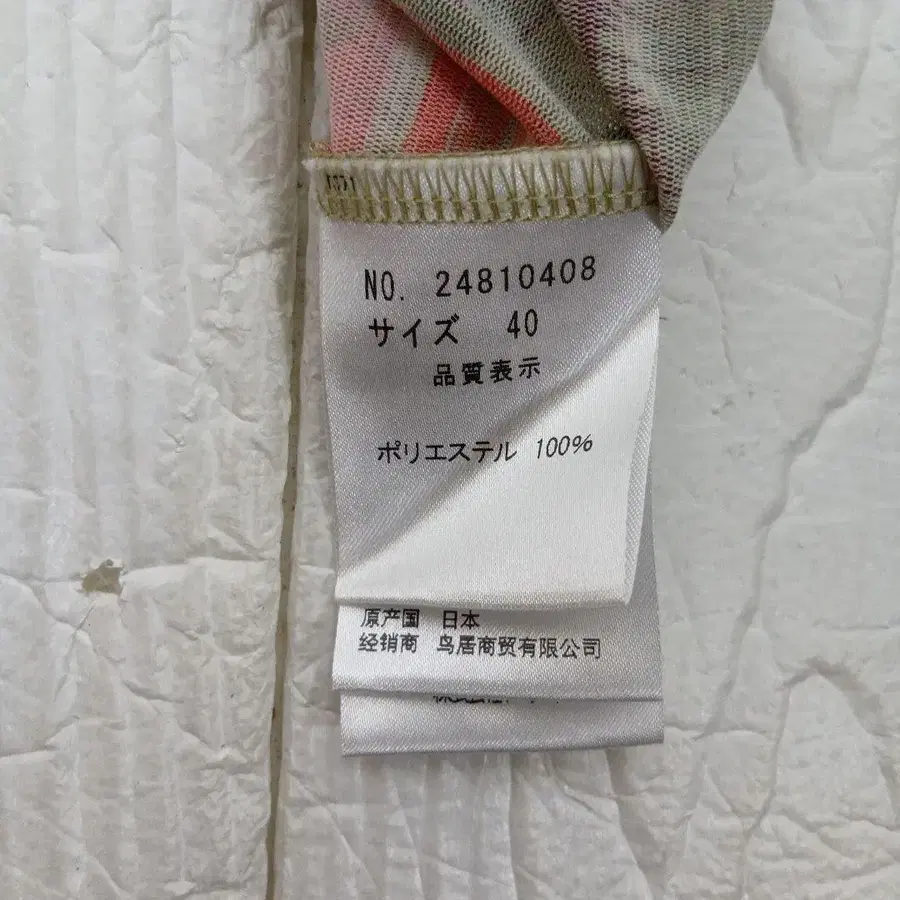 NO. 24810408
サイズ 40
品質表示
ポリエステル 100%
原产国 日本
经销商 鸟居商贸有限公司